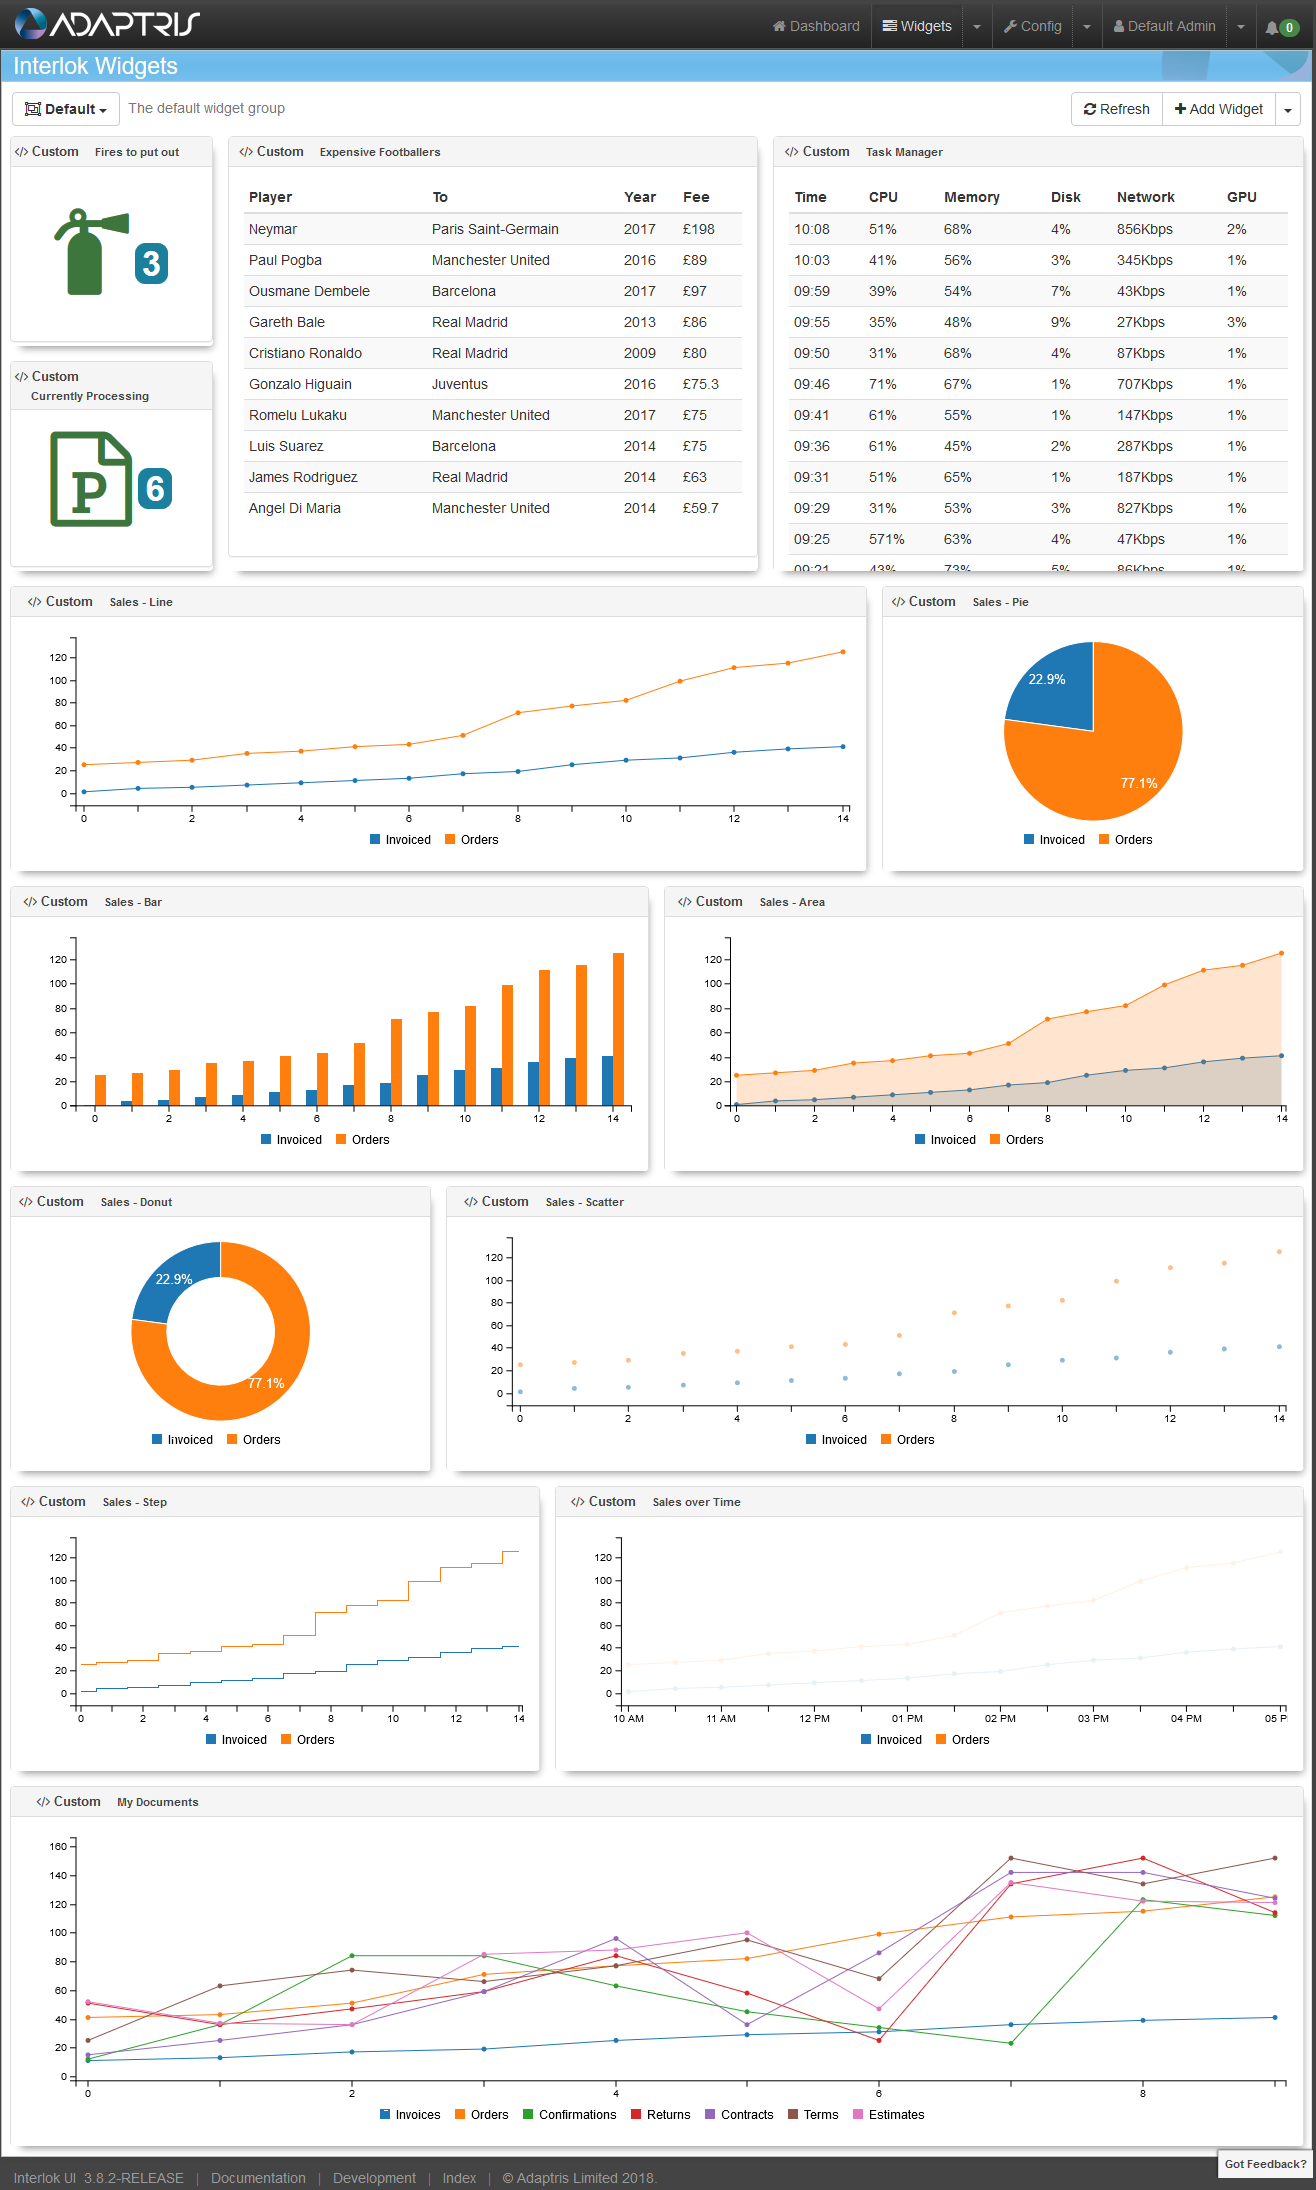 ADAPTRIS
Dashboard Widgets Config Default Admin 0
Interlok Widgets
Default The default widget group Refresh Add Widget
Custom Fires to put out
3
Custom
Currently Processing
P 6
Custom Expensive Footballers
Player To Year Fee
Neymar Paris Saint-Germain 2017 £198
Paul Pogba Manchester United 2016 £89
Ousmane Dembele Barcelona 2017 £97
Gareth Bale Real Madrid 2013 £86
Cristiano Ronaldo Real Madrid 2009 £80
Gonzalo Higuain Juventus 2016 £75.3
Romelu Lukaku Manchester United 2017 £75
Luis Suarez Barcelona 2014 £75
James Rodriguez Real Madrid 2014 £63
Angel Di Maria Manchester United 2014 £59.7
Custom Task Manager
Time CPU Memory Disk Network GPU
10:08 51% 68% 4% 856Kbps 2%
10:03 41% 56% 3% 345Kbps 1%
09:59 39% 54% 7% 43Kbps 1%
09:55 35% 48% 9% 27Kbps 3%
09:50 31% 68% 4% 87Kbps 1%
09:46 71% 67% 1% 707Kbps 1%
09:41 61% 55% 1% 147Kbps 1%
09:36 61% 45% 2% 287Kbps 1%
09:31 51% 65% 1% 187Kbps 1%
09:29 31% 53% 3% 827Kbps 1%
09:25 571% 63% 4% 47Kbps 1%
09:21 43% 73% 5% 86Kbps 1%
Custom Sales - Line
120
100
80
60
40
20
0
0 2 4 6 8 10 12 14
Invoiced Orders
Custom Sales - Pie
22.9%
77.1%
Invoiced Orders
Custom Sales - Bar
120
100
80
60
40
20
0
0 2 4 6 8 10 12 14
Invoiced Orders
Custom Sales - Area
120
100
80
60
40
20
0
0 2 4 6 8 10 12 14
Invoiced Orders
Custom Sales - Donut
22.9%
77.1%
Invoiced Orders
Custom Sales - Scatter
120
100
80
60
40
20
0
0 2 4 6 8 10 12 14
Invoiced Orders
Custom Sales - Step
120
100
80
60
40
20
0
0 2 4 6 8 10 12 14
Invoiced Orders
Custom Sales over Time
120
100
80
60
40
20
0
10 AM 11 AM 12 PM 01 PM 02 PM 03 PM 04 PM 05 P
Invoiced Orders
Custom My Documents
160
140
120
100
80
60
40
20
0
0 2 4 6 8
Invoices Orders Confirmations Returns Contracts Terms Estimates
Got Feedback?
Interlok UI 3.8.2-RELEASE | Documentation | Development | Index | © Adaptris Limited 2018.